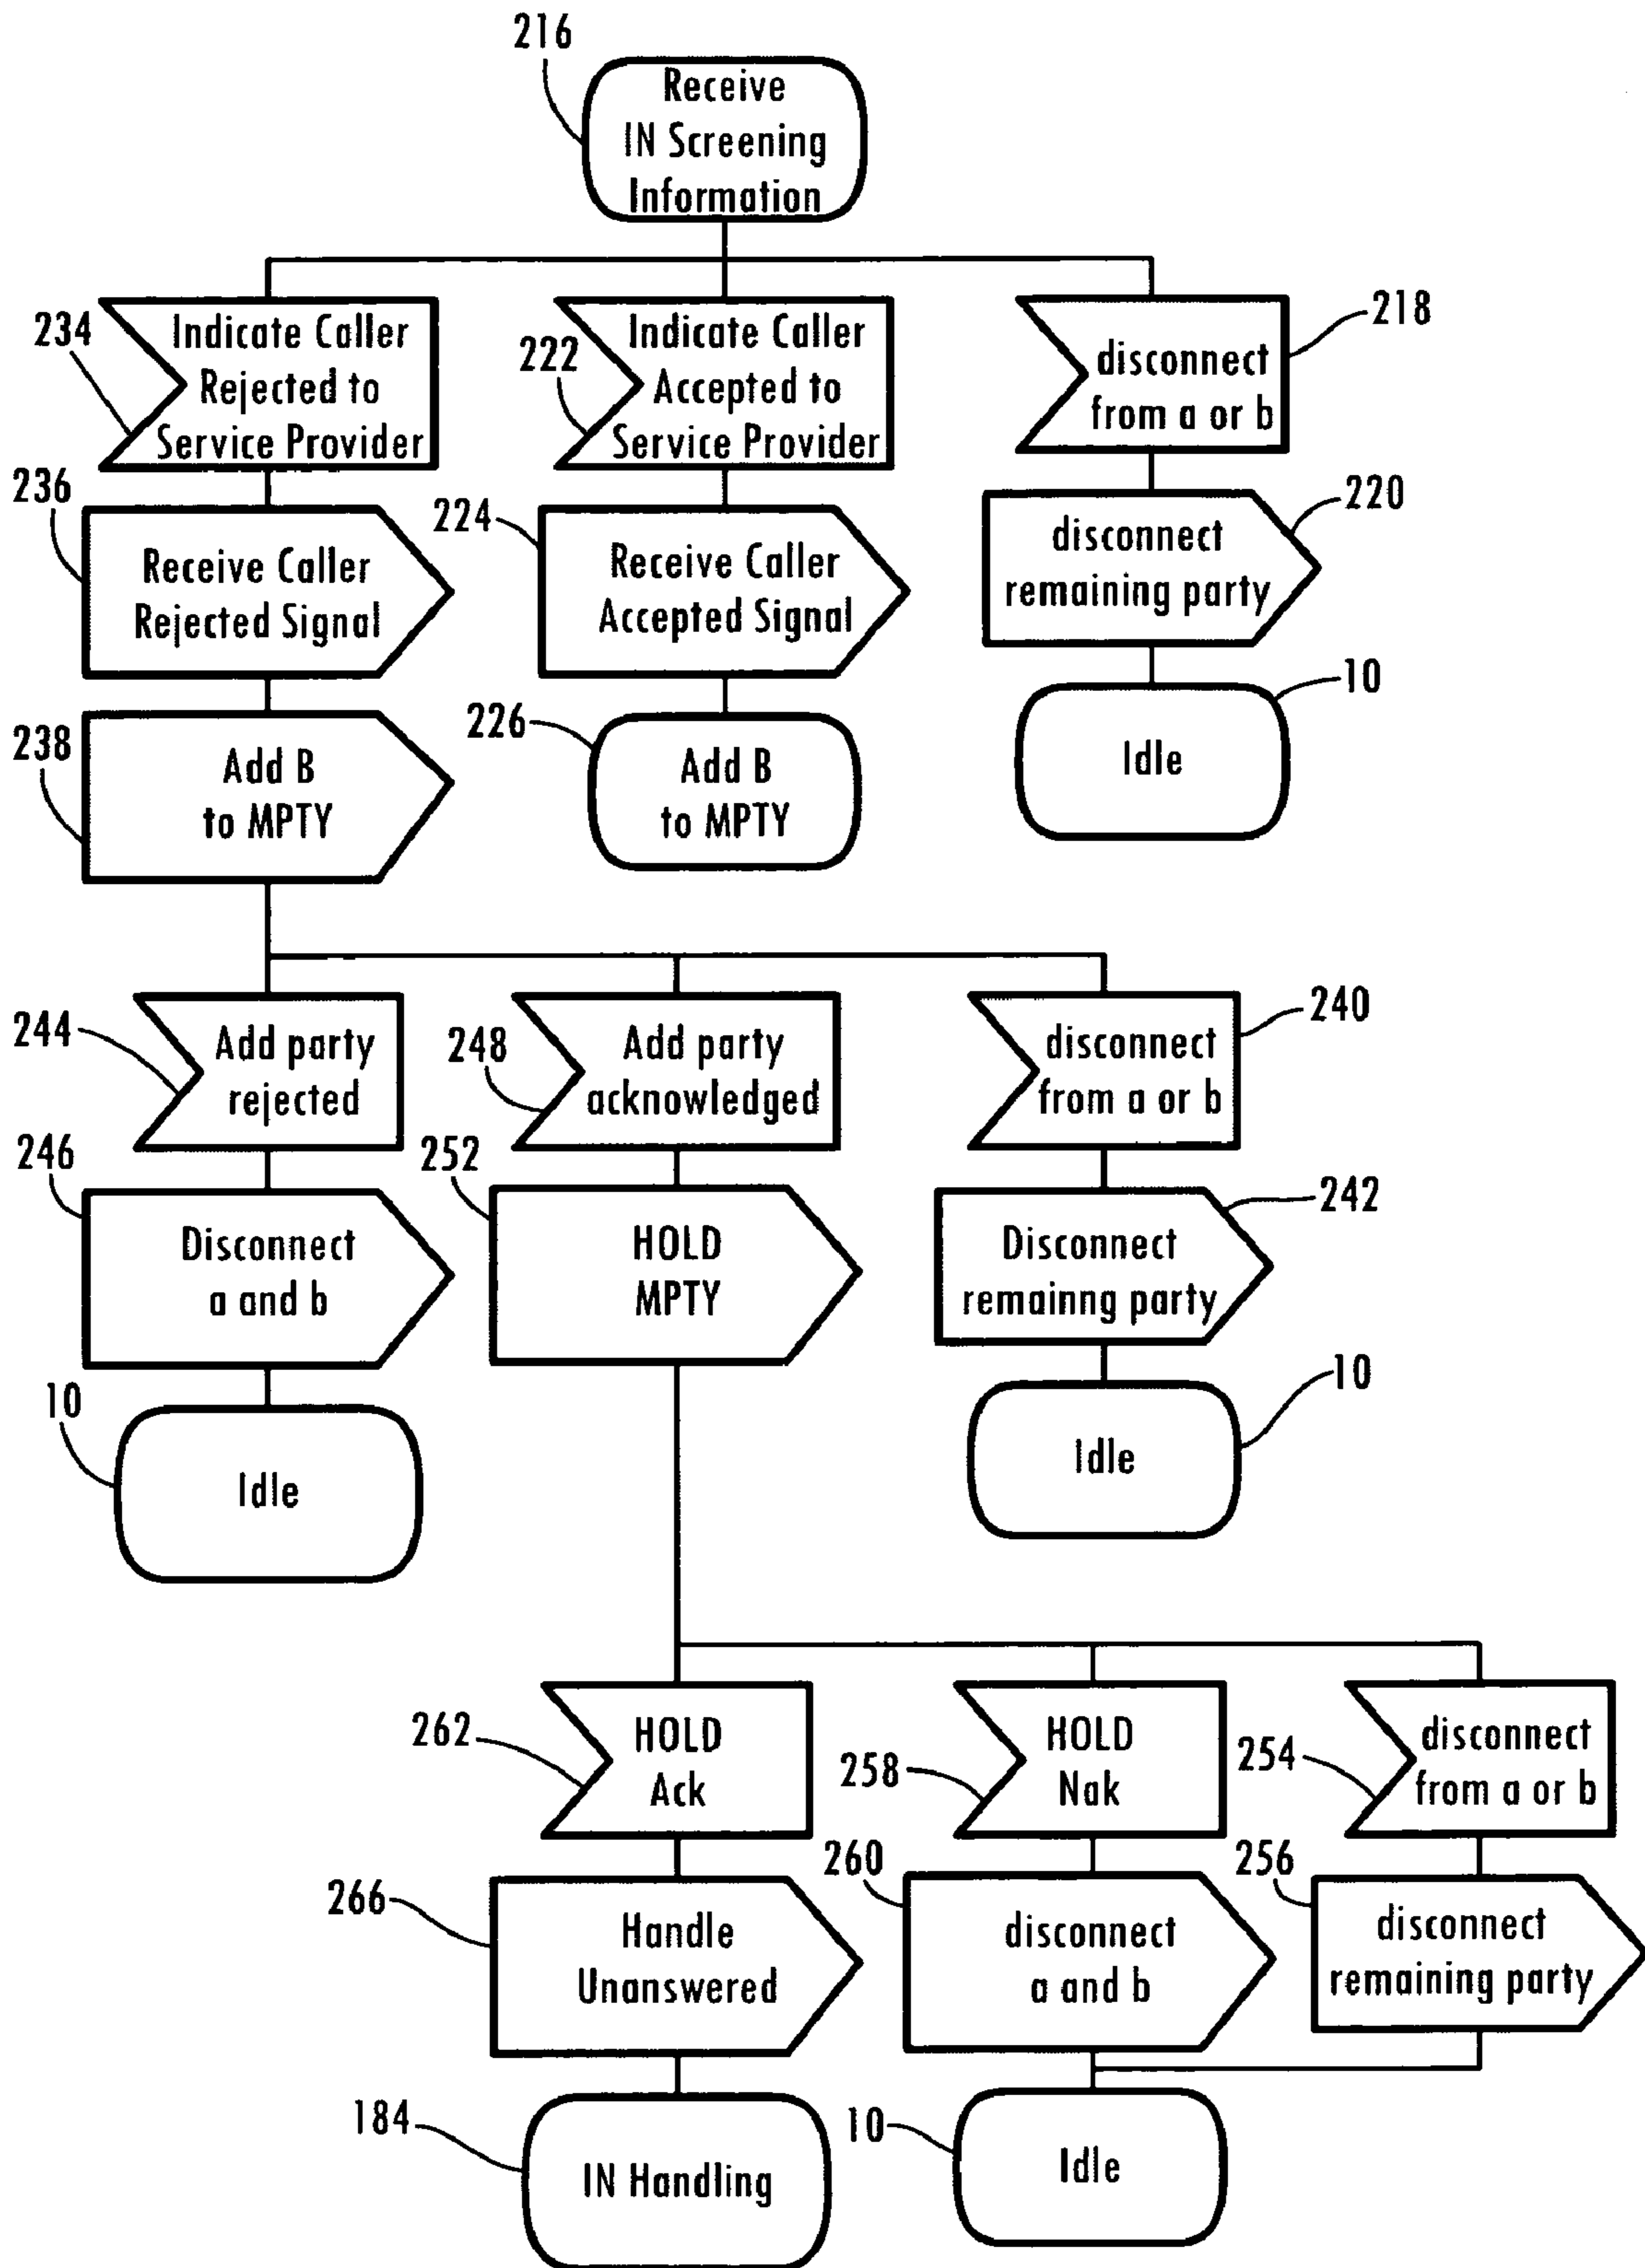 216
Receive
IN Screening
Information
234
Indicate Caller
Rejected to
Service Provider
222
Indicate Caller
Accepted to
Service Provider
218
disconnect
from a or b
236
Receive Caller
Rejected Signal
224
Receive Caller
Accepted Signal
220
disconnect
remaining party
238
Add B
to MPTY
226
Add B
to MPTY
10
Idle
244
Add party
rejected
248
Add party
acknowledged
240
disconnect
from a or b
246
Disconnect
a and b
252
HOLD
MPTY
242
Disconnect
remainng party
10
Idle
10
Idle
262
HOLD
Ack
258
HOLD
Nak
254
disconnect
from a or b
266
Handle
Unanswered
260
disconnect
a and b
256
disconnect
remaining party
184
IN Handling
10
Idle